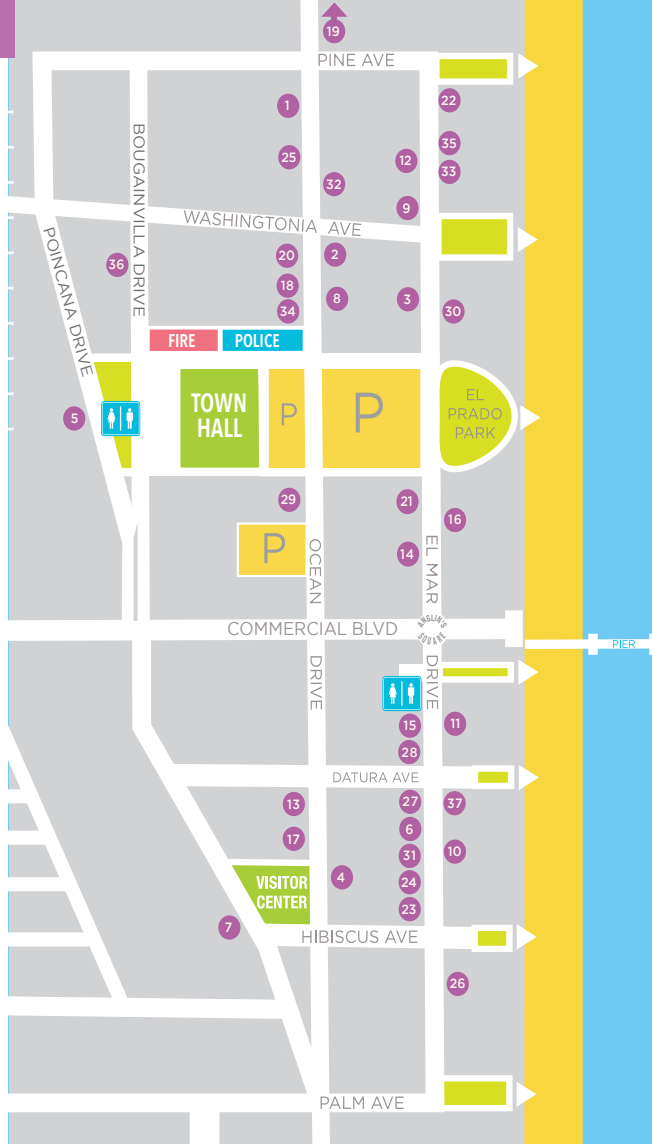 19
PINE AVE
1
22
BOUGAINVILLA DRIVE
25
12
35
33
32
9
WASHINGTONIA AVE
POINCANA DRIVE
36
20
2
18
8
3
34
30
FIRE
POLICE
TOWN
HALL
P
P
EL
PRADO
PARK
5
29
21
16
P
14
OCEAN
DRIVE
EL MAR
DRIVE
COMMERCIAL BLVD
ANGLIN'S
SQUARE
PIER
15
11
28
DATURA AVE
13
27
37
17
6
31
10
4
24
23
VISITOR
CENTER
7
HIBISCUS AVE
26
PALM AVE